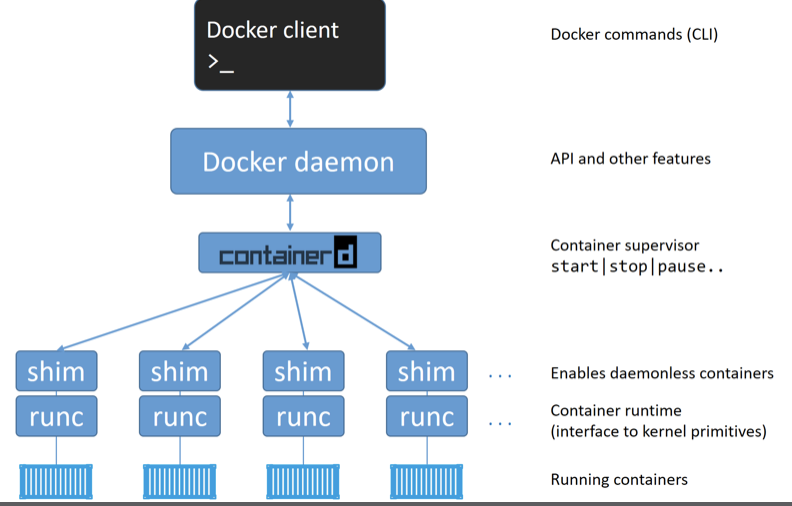 Docker client
>_
Docker commands (CLI)
Docker daemon
API and other features
containerd
Container supervisor
start|stop|pause..
shim shim shim shim ...
Enables daemonless containers
runc runc runc runc ...
Container runtime
(interface to kernel primitives)
Running containers